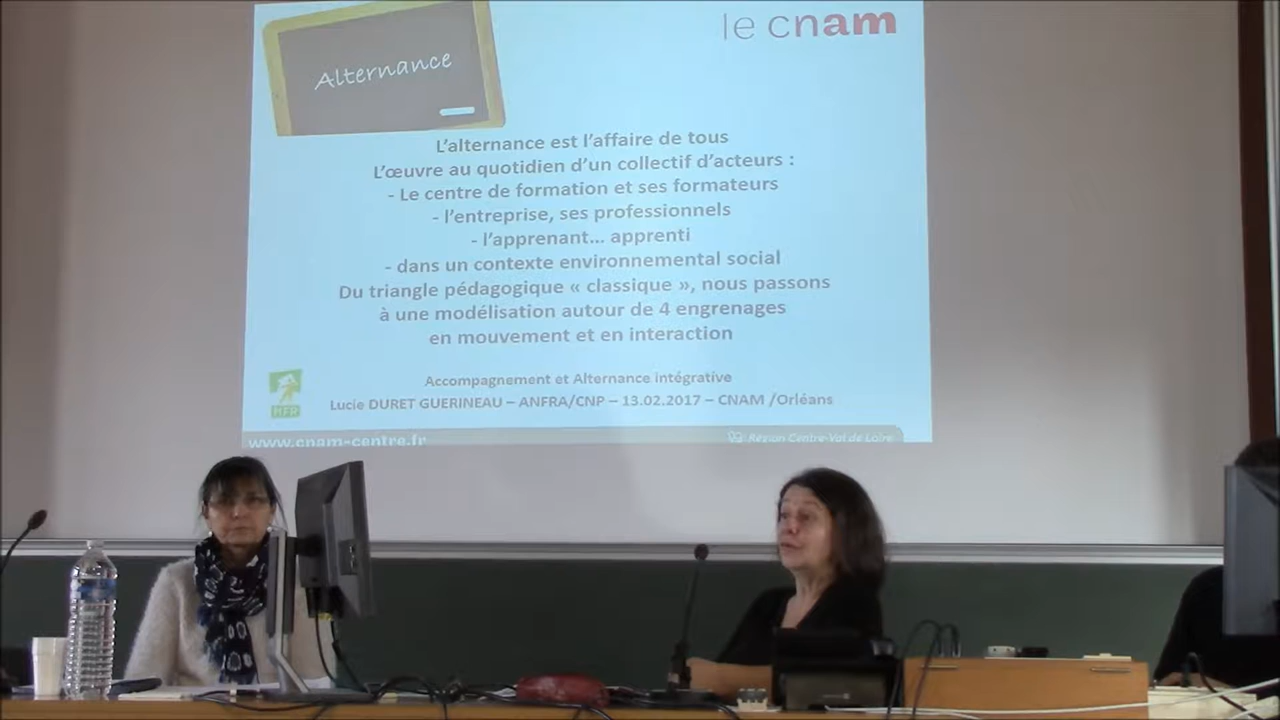 le cnam
Alternance
L'alternance est l'affaire de tous
L'œuvre au quotidien d'un collectif d'acteurs :
- Le centre de formation et ses formateurs
- l'entreprise, ses professionnels
- l'apprenant... apprenti
- dans un contexte environnemental social
Du triangle pédagogique « classique », nous passons
à une modélisation autour de 4 engrenages
en mouvement et en interaction
Accompagnement et Alternance intégrative
MFR
Lucie DURET GUERINEAU – ANFRA/CNP – 13.02.2017 – CNAM /Orléans
www.cnam-centre.fr
Région Centre-Val de Loire